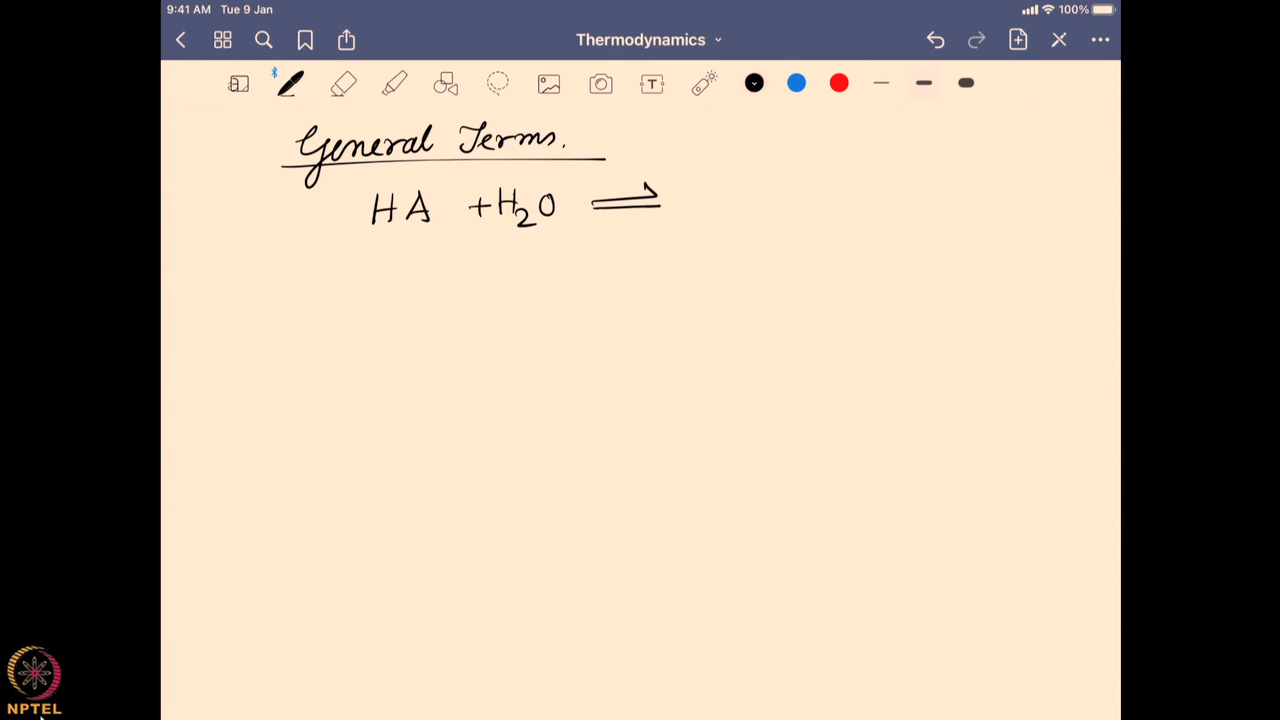 9:41 AM Tue 9 Jan 100%
Thermodynamics
T
General Terms.
HA + H₂O ⇌
NPTEL